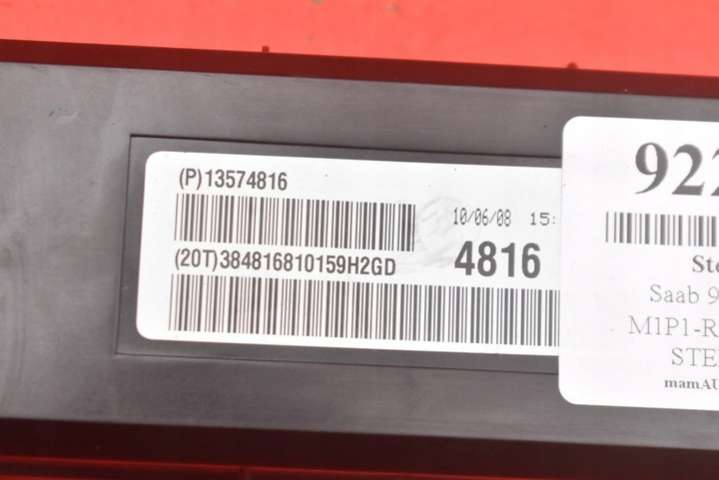 (P)13574816
10/06/08 15:
(20T)384816810159H2GD
4816
922
Ste
Saab 9
M1P1-R
STE
mamAU